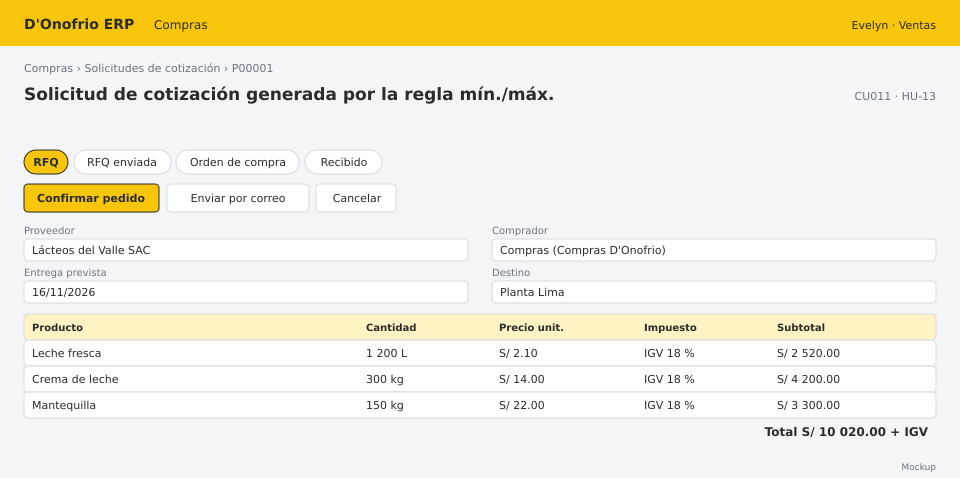 D'Onofrio ERP Compras Evelyn · Ventas
Compras › Solicitudes de cotización › P00001
Solicitud de cotización generada por la regla mín./máx. CU011 · HU-13
RFQ RFQ enviada Orden de compra Recibido
Confirmar pedido Enviar por correo Cancelar
Proveedor Comprador
Lácteos del Valle SAC Compras (Compras D'Onofrio)
Entrega prevista Destino
16/11/2026 Planta Lima
Producto Cantidad Precio unit. Impuesto Subtotal
Leche fresca 1 200 L S/ 2.10 IGV 18 % S/ 2 520.00
Crema de leche 300 kg S/ 14.00 IGV 18 % S/ 4 200.00
Mantequilla 150 kg S/ 22.00 IGV 18 % S/ 3 300.00
Total S/ 10 020.00 + IGV
Mockup